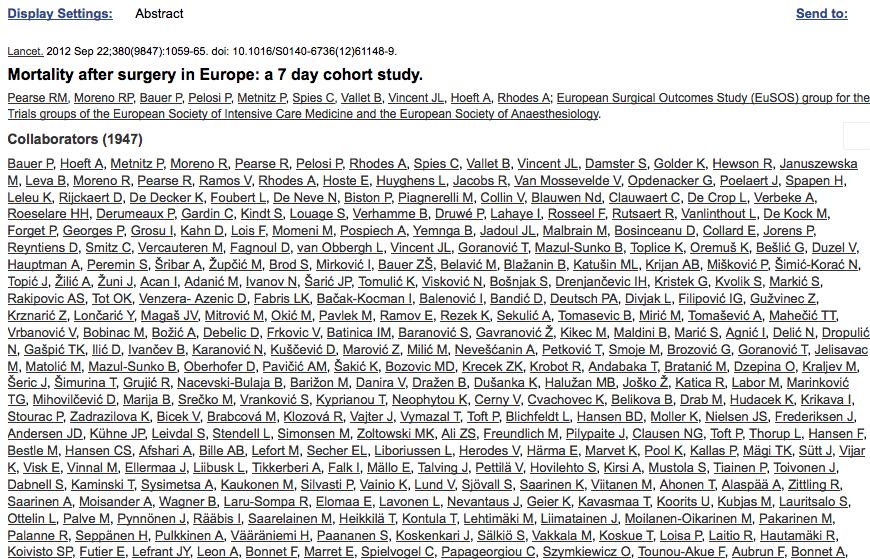 Display Settings: Abstract Send to:
Lancet. 2012 Sep 22;380(9847):1059-65. doi: 10.1016/S0140-6736(12)61148-9.
Mortality after surgery in Europe: a 7 day cohort study.
Pearse RM, Moreno RP, Bauer P, Pelosi P, Metnitz P, Spies C, Vallet B, Vincent JL, Hoeft A, Rhodes A; European Surgical Outcomes Study (EuSOS) group for the
Trials groups of the European Society of Intensive Care Medicine and the European Society of Anaesthesiology.
Collaborators (1947)
Bauer P, Hoeft A, Metnitz P, Moreno R, Pearse R, Pelosi P, Rhodes A, Spies C, Vallet B, Vincent JL, Damster S, Golder K, Hewson R, Januszewska
M, Leva B, Moreno R, Pearse R, Ramos V, Rhodes A, Hoste E, Huyghens L, Jacobs R, Van Mossevelde V, Opdenacker G, Poelaert J, Spapen H,
Leleu K, Rijckaert D, De Decker K, Foubert L, De Neve N, Biston P, Piagnerelli M, Collin V, Blauwen Nd, Clauwaert C, De Crop L, Verbeke A,
Roeselare HH, Derumeaux P, Gardin C, Kindt S, Louage S, Verhamme B, Druwé P, Lahaye I, Rosseel F, Rutsaert R, Vanlinthout L, De Kock M,
Forget P, Georges P, Grosu I, Kahn D, Lois F, Momeni M, Pospiech A, Yemnga B, Jadoul JL, Malbrain M, Bosinceanu D, Collard E, Jorens P,
Reyntiens D, Smitz C, Vercauteren M, Fagnoul D, van Obbergh L, Vincent JL, Goranović T, Mazul-Sunko B, Toplice K, Oremuš K, Bešlić G, Duzel V,
Hauptman A, Peremin S, Šribar A, Župčić M, Brod S, Mirković I, Bauer ZŠ, Belavić M, Blažanin B, Katušin ML, Krijan AB, Mišković P, Šimić-Korać N,
Topić J, Žilić A, Žuni J, Acan I, Adanić M, Ivanov N, Šarić JP, Tomulić K, Visković N, Bošnjak S, Drenjančevic IH, Kristek G, Kvolik S, Markić S,
Rakipovic AS, Tot OK, Venzera- Azenic D, Fabris LK, Bačak-Kocman I, Balenović I, Bandić D, Deutsch PA, Divjak L, Filipović IG, Gužvinez Z,
Krznarić Z, Lončarić Y, Magaš JV, Mitrović M, Okić M, Pavlek M, Ramov E, Rezek K, Sekulić A, Tomasevic B, Mirić M, Tomašević A, Mahečić TT,
Vrbanović V, Bobinac M, Božić A, Debelic D, Frkovic V, Batinica IM, Baranović S, Gavranović Ž, Kikec M, Maldini B, Marić S, Agnić I, Delić N, Dropulić
N, Gašpić TK, Ilić D, Ivančev B, Karanović N, Kuščević D, Marović Z, Milić M, Nevešćanin A, Petković T, Smoje M, Brozović G, Goranović T, Jelisavac
M, Matolić M, Mazul-Sunko B, Oberhofer D, Pavičić AM, Šakić K, Bozovic MD, Krecek ZK, Krobot R, Andabaka T, Bratanić M, Dzepina O, Kraljev M,
Šeric J, Šimurina T, Grujić R, Nacevski-Bulaja B, Barižon M, Danira V, Dražen B, Dušanka K, Halužan MB, Joško Ž, Katica R, Labor M, Marinković
TG, Mihovilčević D, Marija B, Srečko M, Vranković S, Kyprianou T, Neophytou K, Cerny V, Cvachovec K, Belikova B, Drab M, Hudacek K, Krikava I,
Stourac P, Zadrazilova K, Bicek V, Brabcová M, Klozová R, Vajter J, Vymazal T, Toft P, Blichfeldt L, Hansen BD, Moller K, Nielsen JS, Frederiksen J,
Andersen JD, Kühne JP, Leivdal S, Stendell L, Simonsen M, Zoltowski MK, Ali ZS, Freundlich M, Pilypaite J, Clausen NG, Toft P, Thorup L, Hansen F,
Bestle M, Hansen CS, Afshari A, Bille AB, Lefort M, Secher EL, Liboriussen L, Herodes V, Härma E, Marvet K, Pool K, Kallas P, Mägi TK, Sütt J, Vijar
K, Visk E, Vinnal M, Ellermaa J, Liibusk L, Tikkerberi A, Falk I, Mällo E, Talving J, Pettilä V, Hovilehto S, Kirsi A, Mustola S, Tiainen P, Toivonen J,
Dabnell S, Kaminski T, Sysimetsa A, Kaukonen M, Silvasti P, Vainio K, Lund V, Sjövall S, Saarinen K, Viitanen M, Ahonen T, Alaspää A, Zittling R,
Saarinen A, Moisander A, Wagner B, Laru-Sompa R, Elomaa E, Lavonen L, Nevantaus J, Geier K, Kavasmaa T, Koorits U, Kubjas M, Lauritsalo S,
Ottelin L, Palve M, Pynnönen J, Rääbis I, Saarelainen M, Heikkilä T, Kontula T, Lehtimäki M, Liimatainen J, Moilanen-Oikarinen M, Pakarinen M,
Palanne R, Seppänen H, Pulkkinen A, Vääräniemi H, Paananen S, Koskenkari J, Sälkiö S, Vakkala M, Koskue T, Loisa P, Laitio R, Hautamäki R,
Koivisto SP, Futier E, Lefrant JY, Leon A, Bonnet F, Marret E, Spielvogel C, Papageorgiou C, Szymkiewicz O, Tounou-Akue F, Aubrun F, Bonnet A,